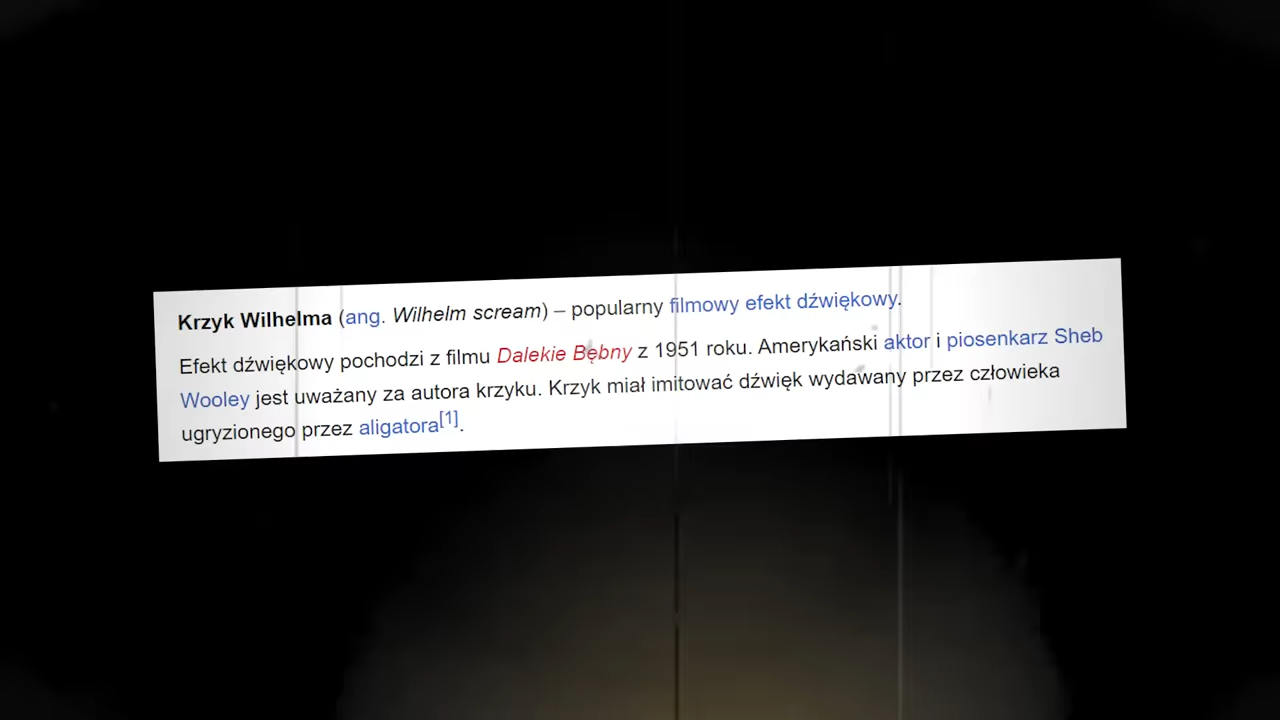 Krzyk Wilhelma (ang. Wilhelm scream) – popularny filmowy efekt dźwiękowy.
Efekt dźwiękowy pochodzi z filmu Dalekie Bębny z 1951 roku. Amerykański aktor i piosenkarz Sheb
Wooley jest uważany za autora krzyku. Krzyk miał imitować dźwięk wydawany przez człowieka
ugryzionego przez aligatora[1].